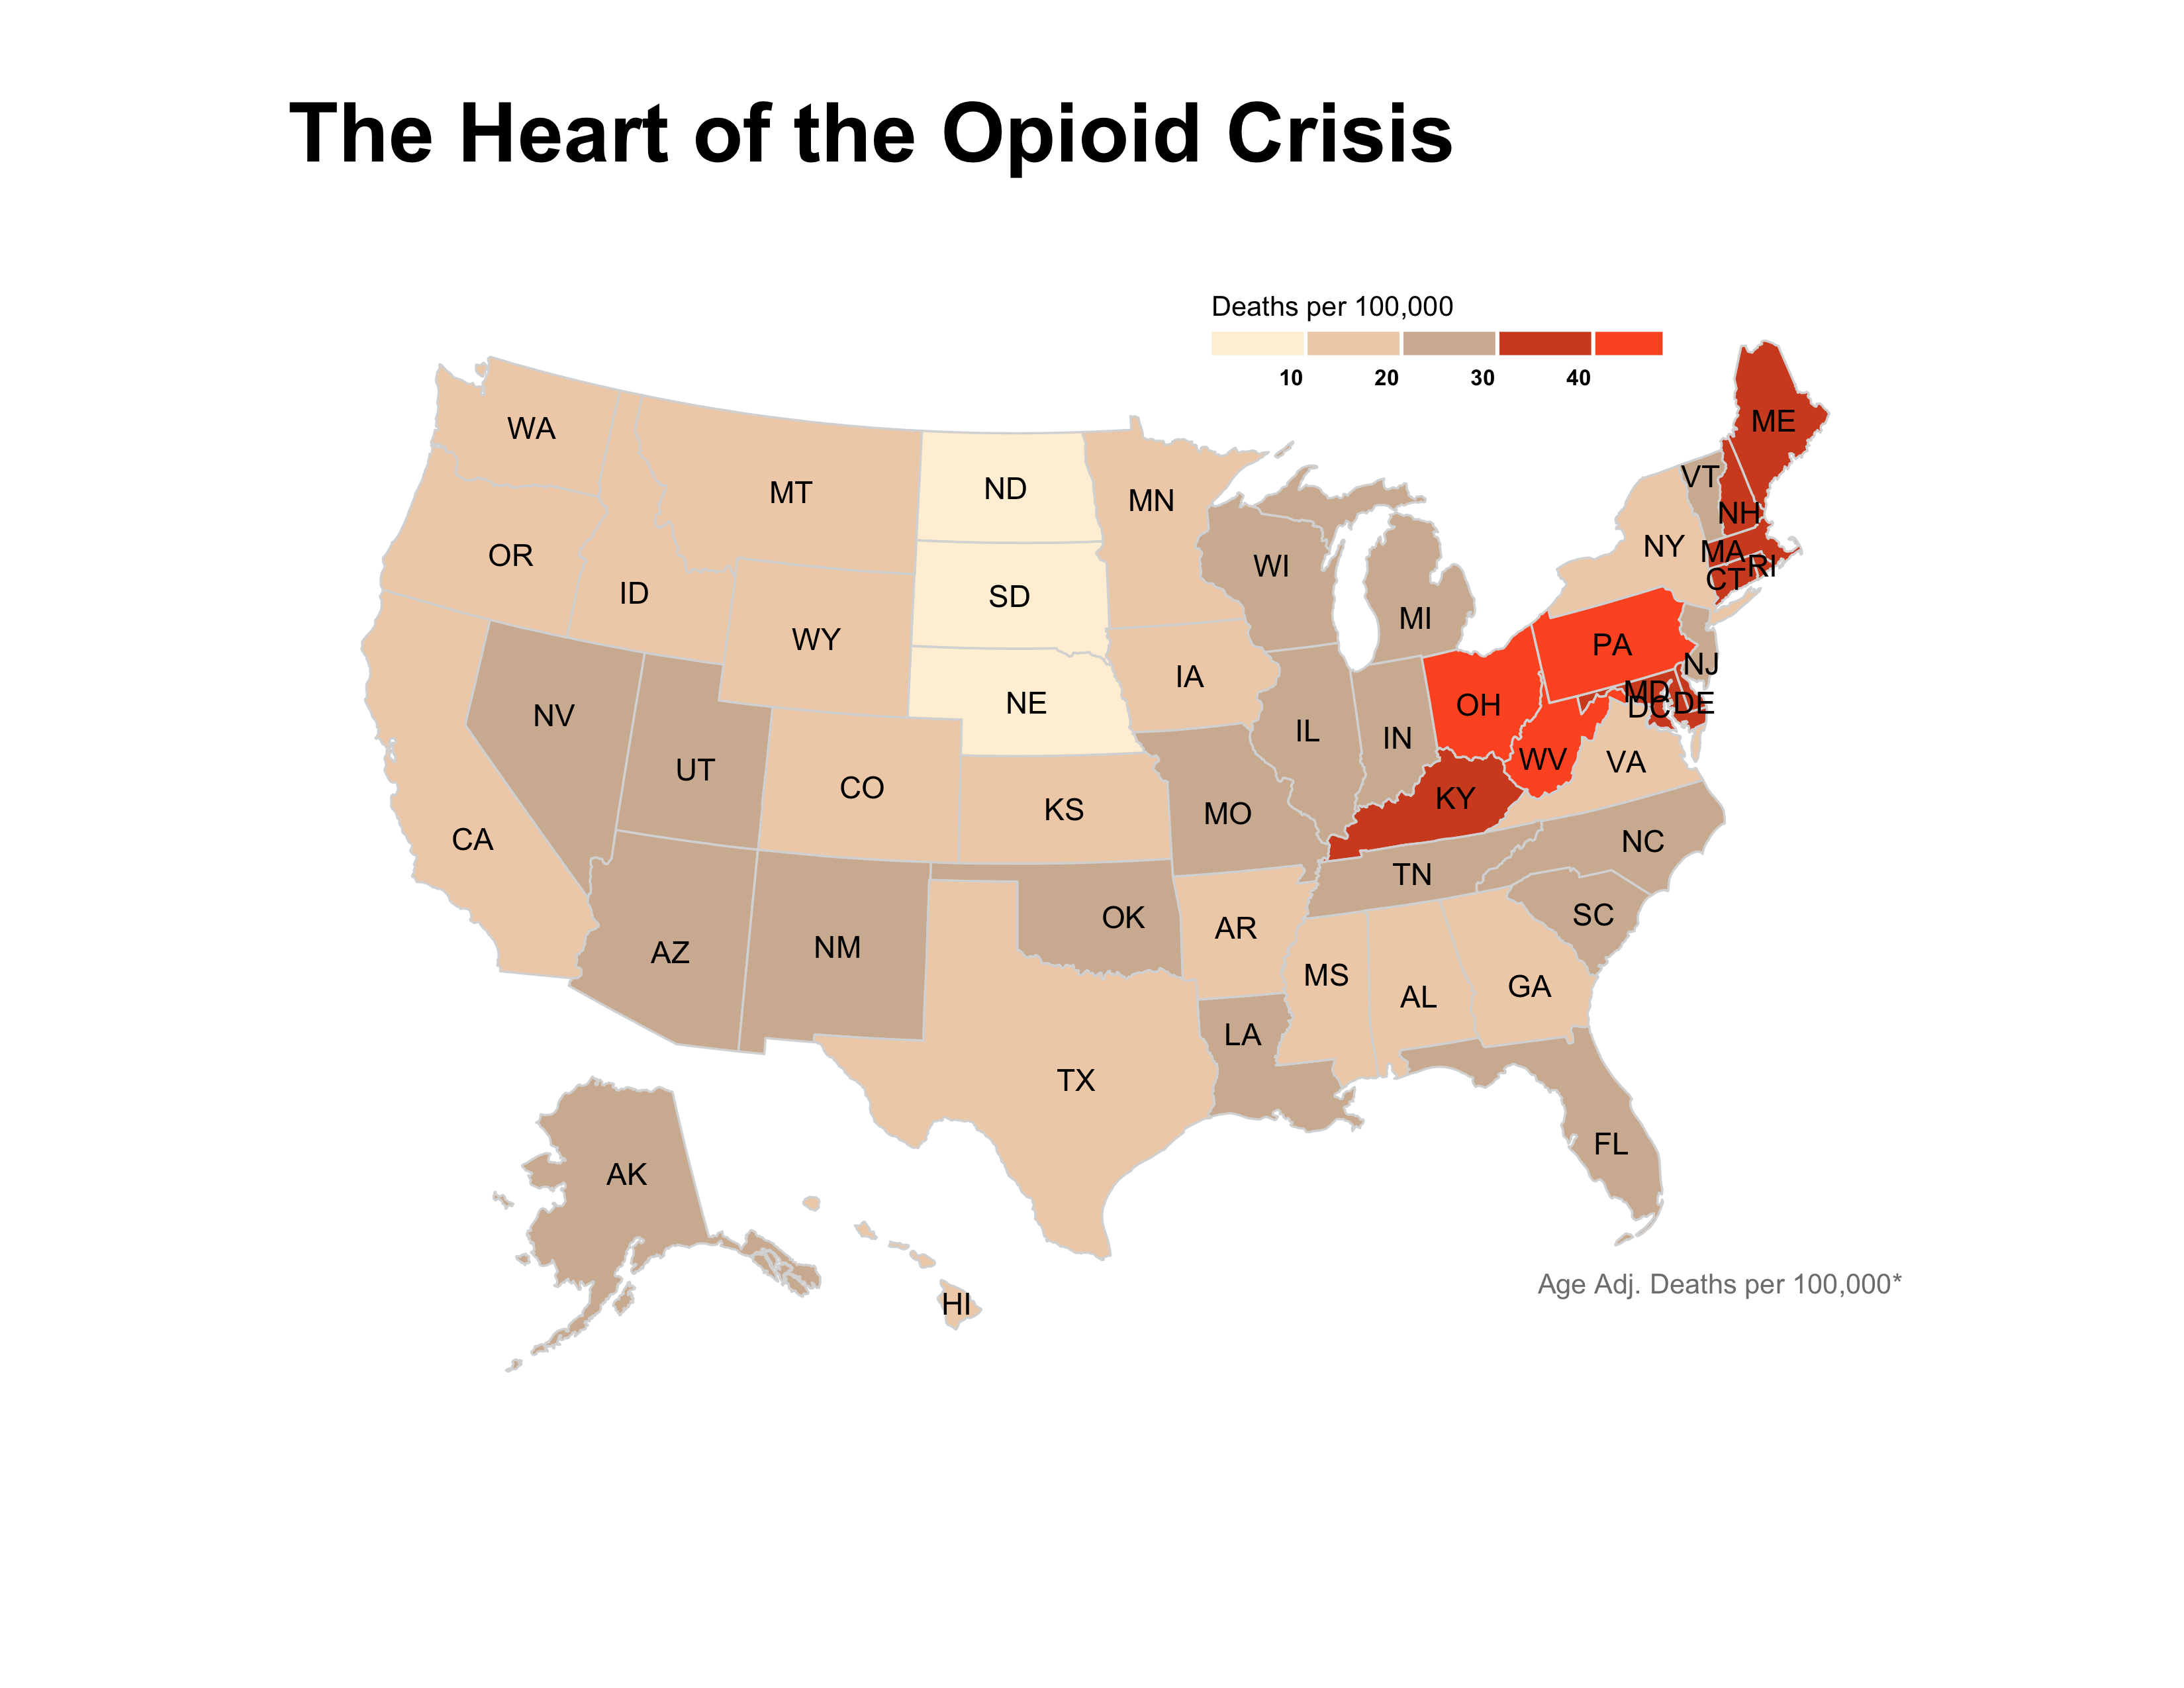 The Heart of the Opioid Crisis
Deaths per 100,000
10 20 30 40
ME
WA
VT
ND
MT
MN
NH
NY
MA
OR
WI
RI
CT
ID
SD
MI
WY
PA
NJ
IA
MD
NE
OH
DC DE
NV
IL
IN
WV
VA
UT
CO
KY
KS
MO
CA
NC
TN
SC
OK
AR
NM
AZ
MS
GA
AL
LA
TX
FL
AK
Age Adj. Deaths per 100,000*
HI